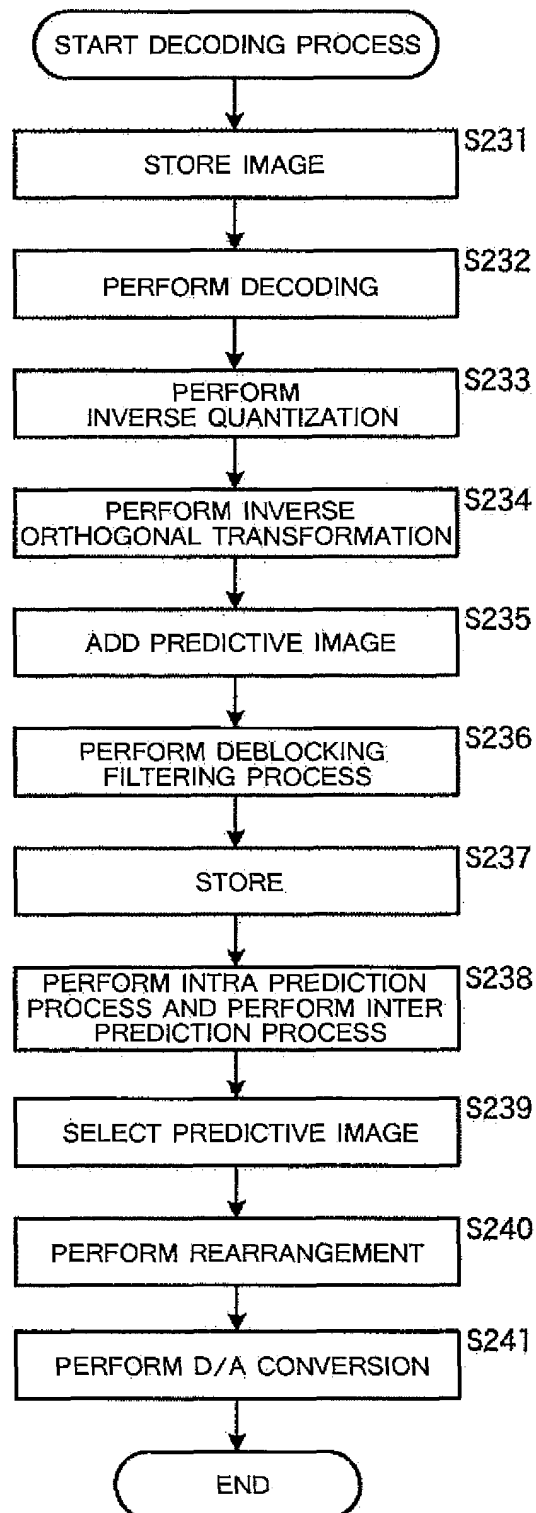 START DECODING PROCESS
S231
STORE IMAGE
S232
PERFORM DECODING
S233
PERFORM
INVERSE QUANTIZATION
S234
PERFORM INVERSE
ORTHOGONAL TRANSFORMATION
S235
ADD PREDICTIVE IMAGE
S236
PERFORM DEBLOCKING
FILTERING PROCESS
S237
STORE
S238
PERFORM INTRA PREDICTION
PROCESS AND PERFORM INTER
PREDICTION PROCESS
S239
SELECT PREDICTIVE IMAGE
S240
PERFORM REARRANGEMENT
S241
PERFORM D/A CONVERSION
END